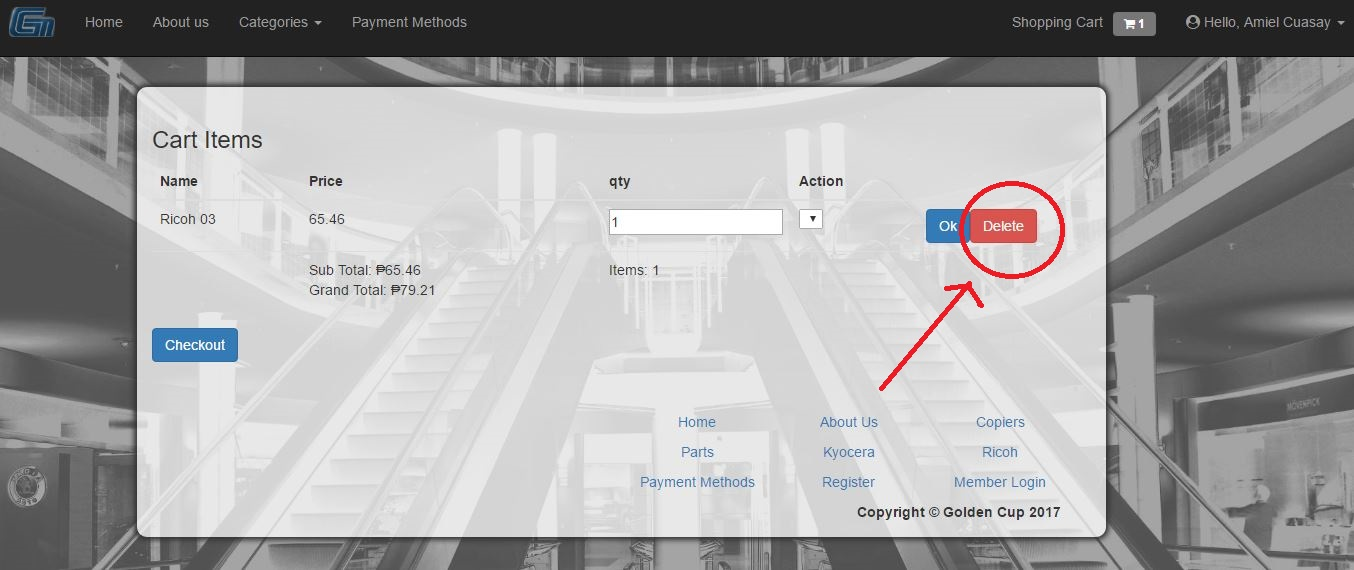 Home About us Categories Payment Methods Shopping Cart 1 Hello, Amiel Cuasay
Cart Items
Name Price qty Action
Ricoh 03 65.46 1 Ok Delete
Sub Total: ₱65.46 Items: 1
Grand Total: ₱79.21
Checkout
MÖVENPICK
Home About Us Copiers
Parts Kyocera Ricoh
Payment Methods Register Member Login
Copyright © Golden Cup 2017